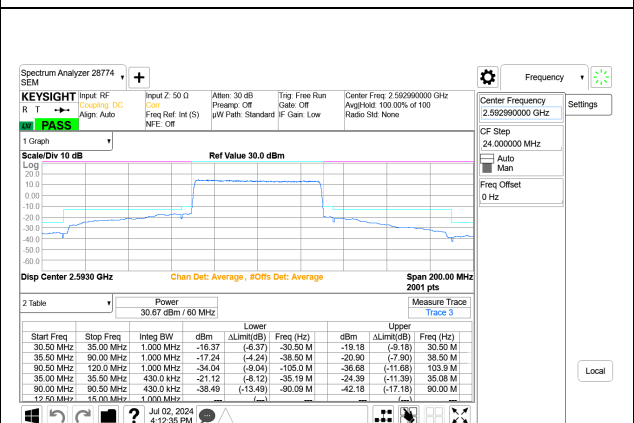 Spectrum Analyzer 28774
SEM
Frequency
KEYSIGHT
R T
LXI PASS
Input: RF
Coupling: DC
Align: Auto
Input Z: 50 Ω
Corr
Freq Ref: Int (S)
NFE: Off
Atten: 30 dB
Preamp: Off
µW Path: Standard
Trig: Free Run
Gate: Off
IF Gain: Low
Center Freq: 2.592990000 GHz
Avg|Hold: 100.00% of 100
Radio Std: None
Center Frequency
2.592990000 GHz
Settings
CF Step
24.000000 MHz
Auto
Man
Freq Offset
0 Hz
1 Graph
Scale/Div 10 dB
Ref Value 30.0 dBm
Log
20.0
10.0
0.00
-10.0
-20.0
-30.0
-40.0
-50.0
-60.0
Disp Center 2.5930 GHz
Chan Det: Average , #Offs Det: Average
Span 200.00 MHz
2001 pts
2 Table
Power
30.67 dBm / 60 MHz
Measure Trace
Trace 3
Lower Upper
Start Freq Stop Freq Integ BW dBm ∆Limit(dB) Freq (Hz) dBm ∆Limit(dB) Freq (Hz)
30.50 MHz 35.00 MHz 1.000 MHz -16.37 (-6.37) -30.50 M -19.18 (-9.18) 30.50 M
35.50 MHz 90.00 MHz 1.000 MHz -17.24 (-4.24) -38.50 M -20.90 (-7.90) 38.50 M
90.50 MHz 120.0 MHz 1.000 MHz -34.04 (-9.04) -105.0 M -36.68 (-11.68) 103.9 M
35.00 MHz 35.50 MHz 430.0 kHz -21.12 (-8.12) -35.19 M -24.39 (-11.39) 35.08 M
90.00 MHz 90.50 MHz 430.0 kHz -38.49 (-13.49) -90.09 M -42.18 (-17.18) 90.00 M
12.50 MHz 15.00 MHz 1.000 MHz --- (---) --- --- (---) ---
Local
?
Jul 02, 2024
4:12:35 PM